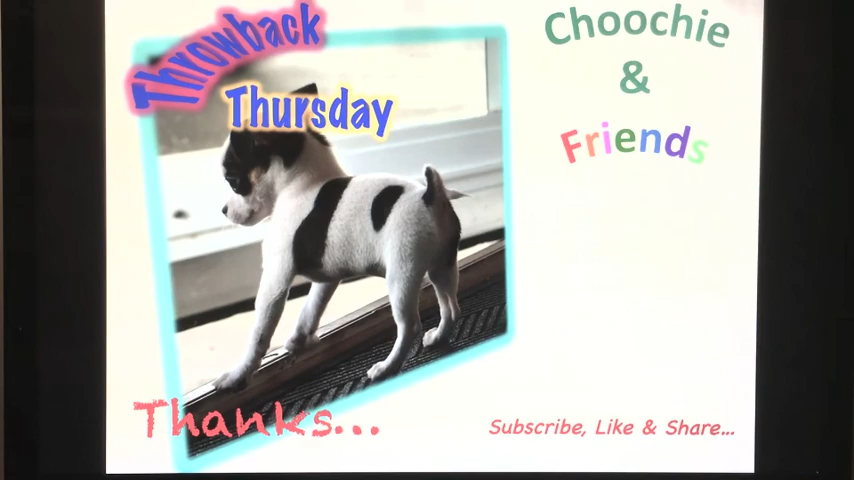 Throwback
Thursday
Choochie
&
Friends
Thanks...
Subscribe, Like & Share...